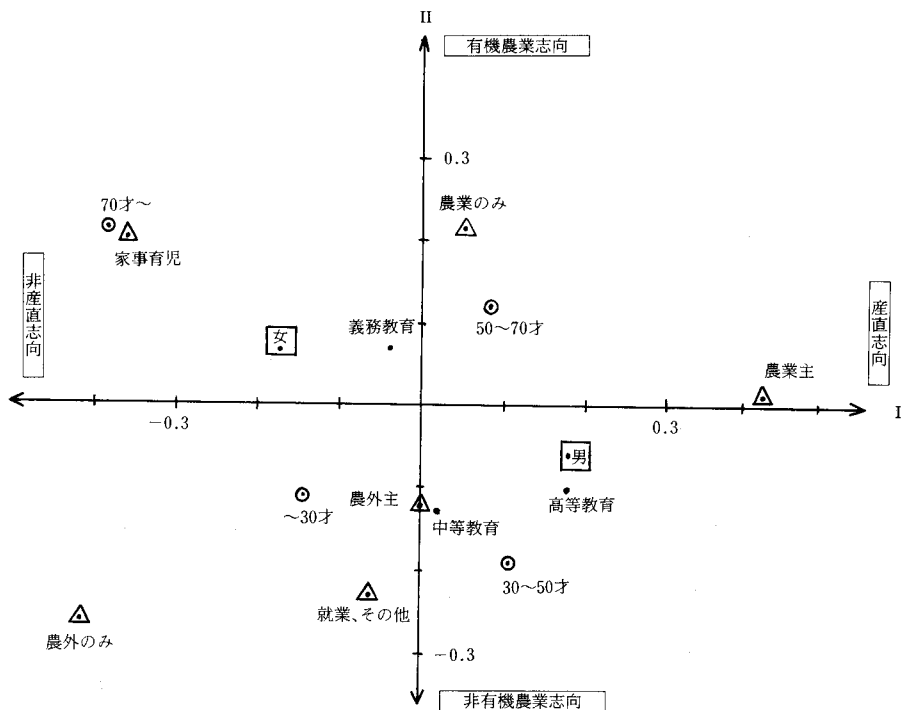 II
有機農業志向
0.3
70才～
農業のみ
家事育児
非産直志向
産直志向
女
義務教育
50～70才
農業主
I
-0.3
0.3
男
～30才
農外主
高等教育
中等教育
30～50才
就業、その他
農外のみ
-0.3
非有機農業志向